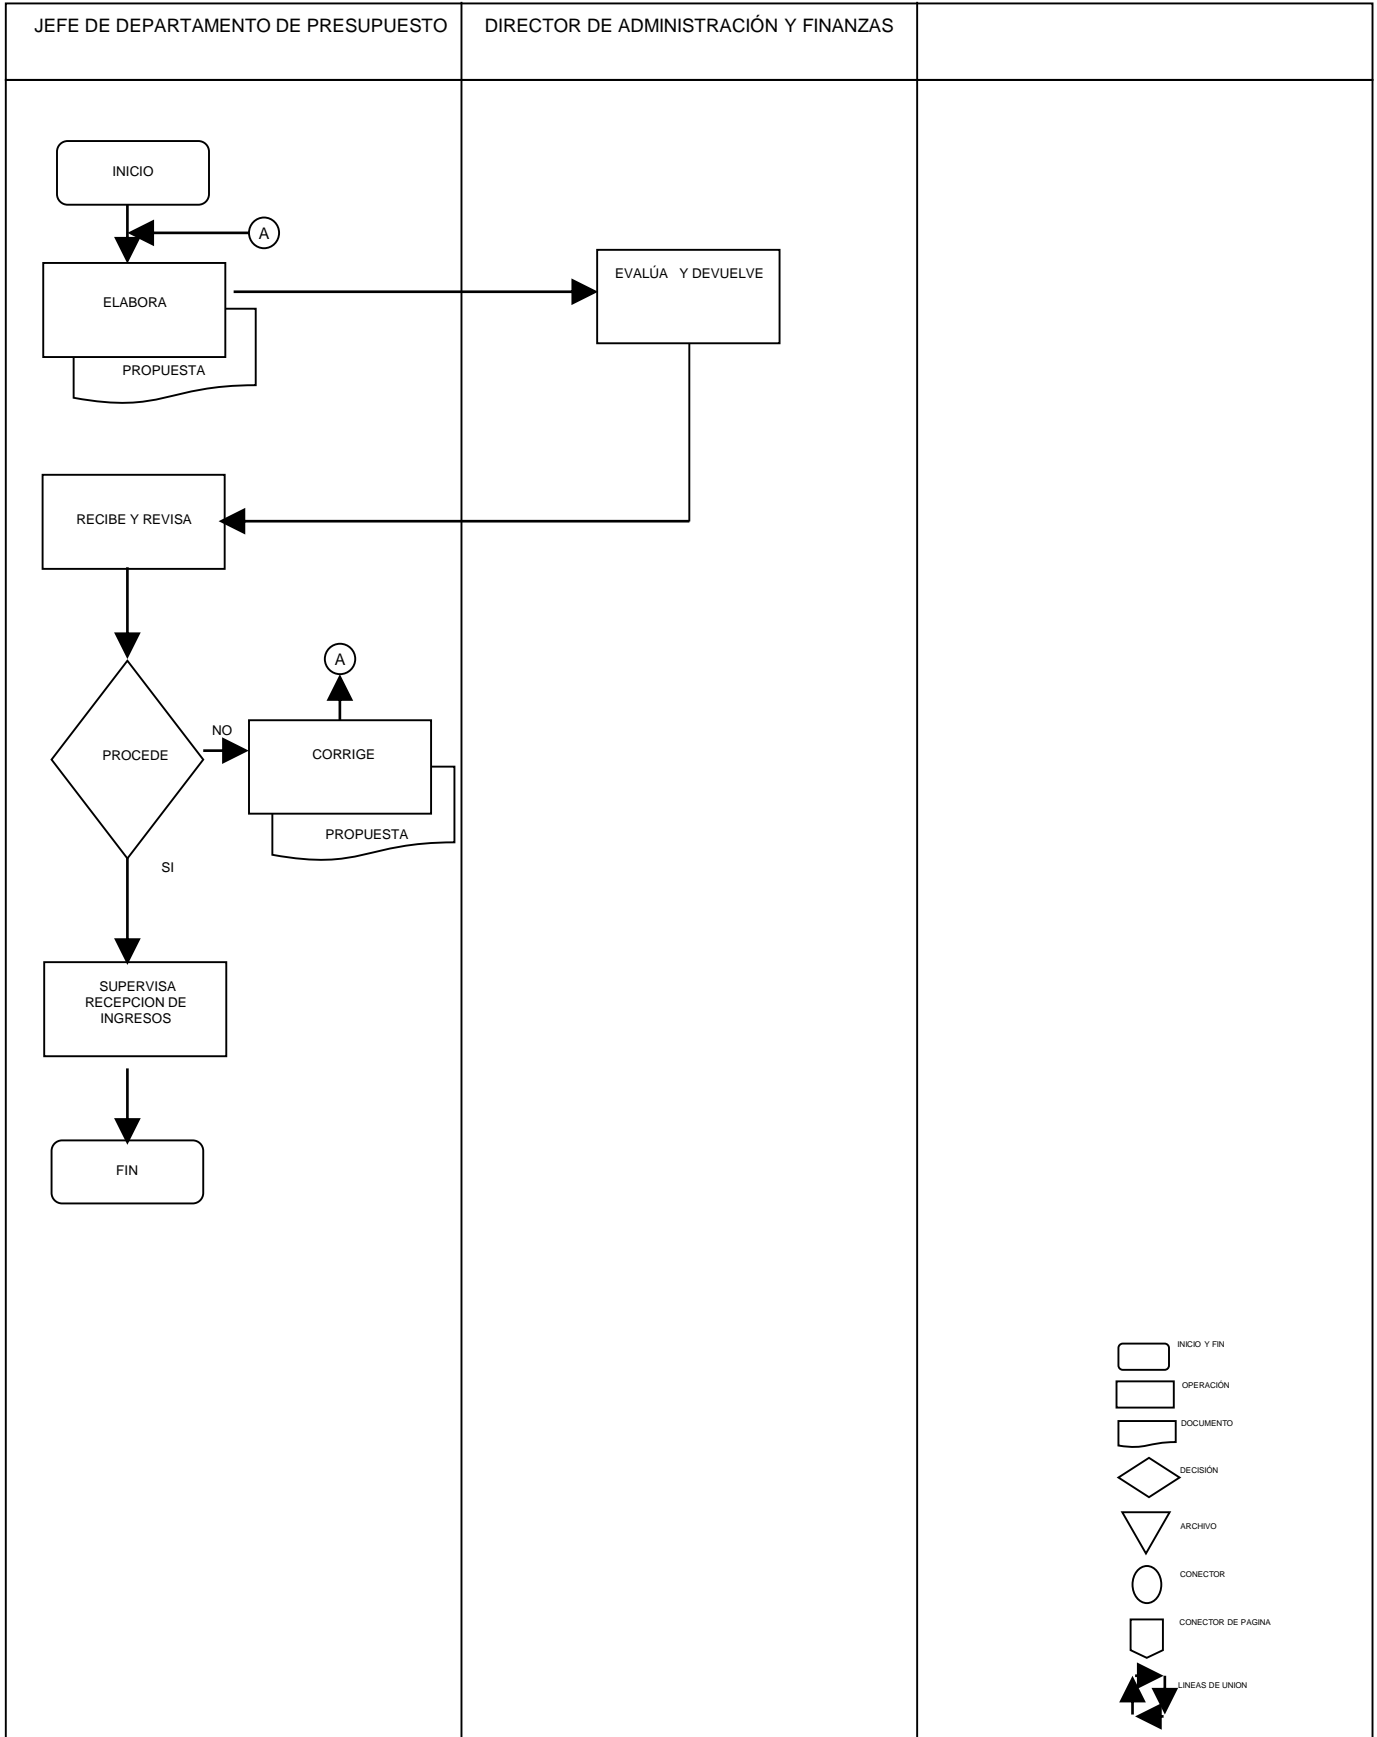 JEFE DE DEPARTAMENTO DE PRESUPUESTO
DIRECTOR DE ADMINISTRACIÓN Y FINANZAS
INICIO
A
EVALÚA Y DEVUELVE
ELABORA
PROPUESTA
RECIBE Y REVISA
A
NO
PROCEDE
CORRIGE
PROPUESTA
SI
SUPERVISA
RECEPCION DE
INGRESOS
FIN
INICIO Y FIN
OPERACIÓN
DOCUMENTO
DECISIÓN
ARCHIVO
CONECTOR
CONECTOR DE PAGINA
LINEAS DE UNION